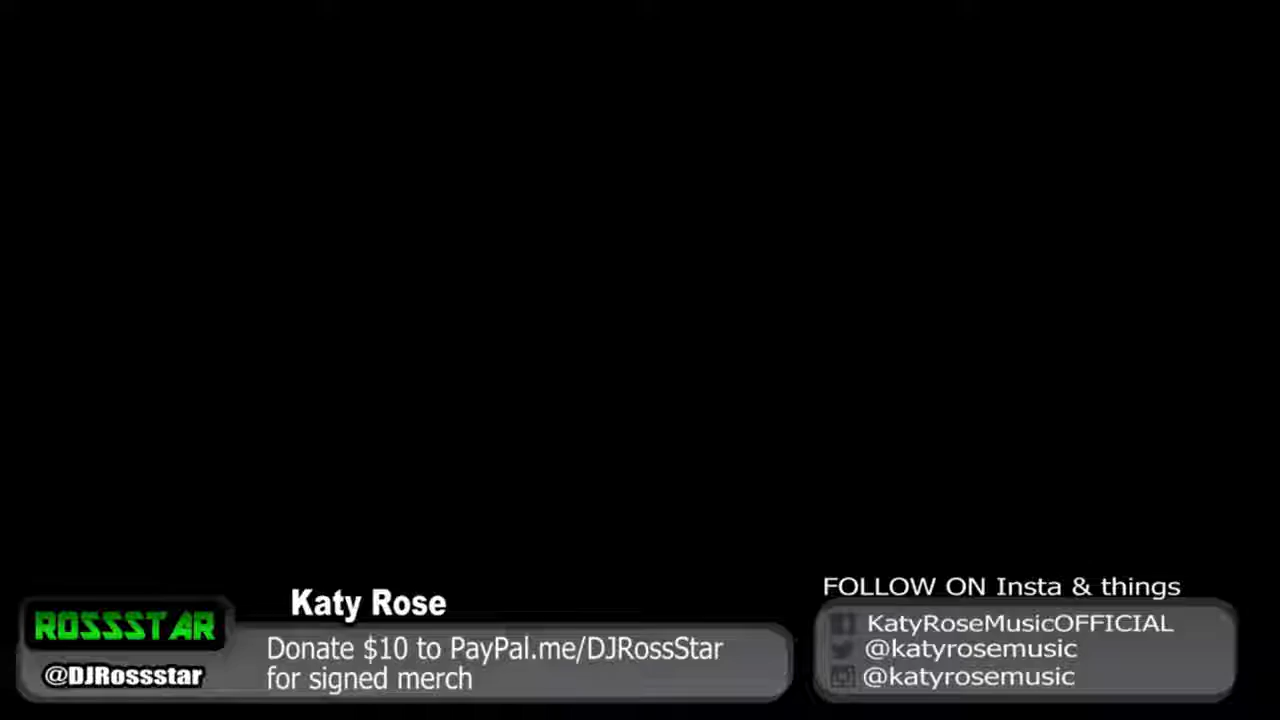 Katy Rose
ROSSSTAR
@DJRossstar
Donate $10 to PayPal.me/DJRossStar
for signed merch
FOLLOW ON Insta & things
KatyRoseMusicOFFICIAL
@katyrosemusic
@katyrosemusic